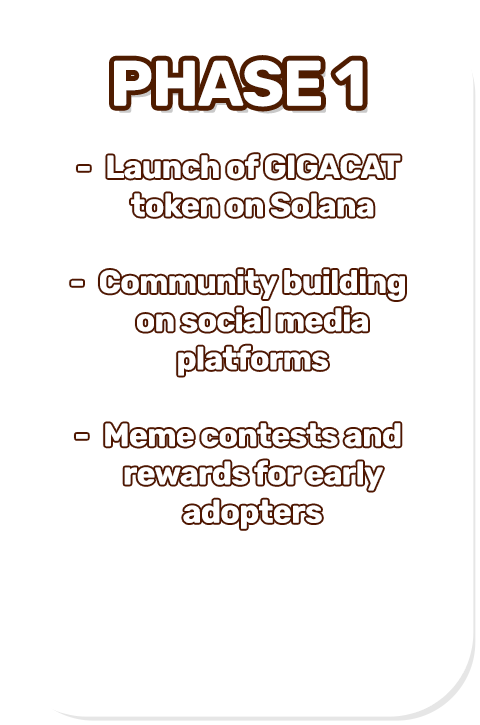 PHASE 1
- Launch of GIGACAT
token on Solana
- Community building
on social media
platforms
- Meme contests and
rewards for early
adopters